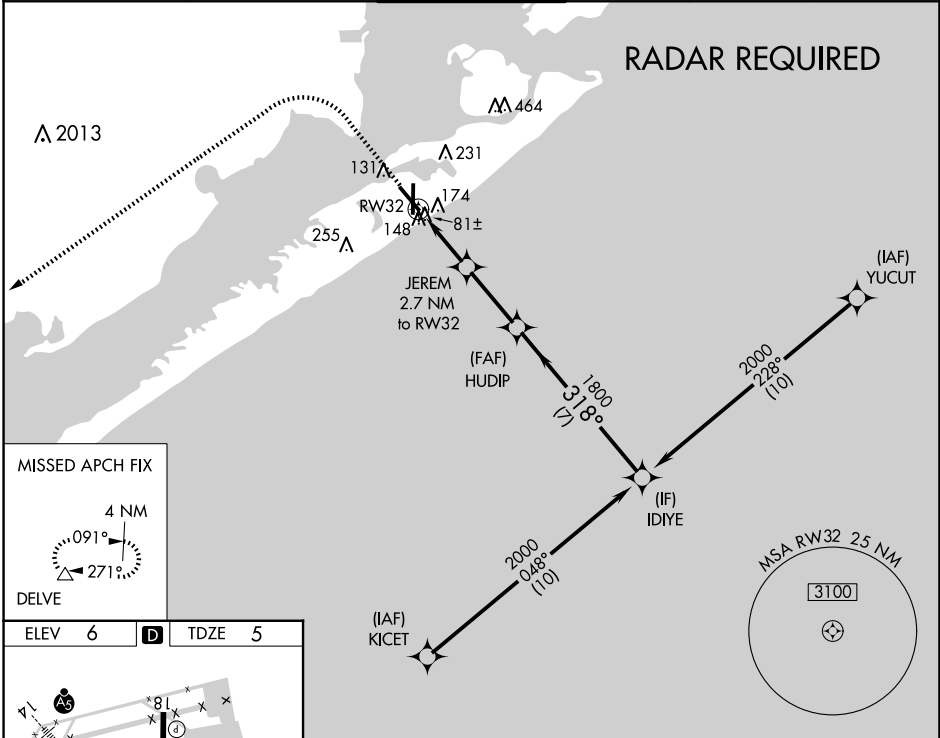 RADAR REQUIRED
464
2013
231
131
174
RW32
148
81±
255
(IAF)
YUCUT
JEREM
2.7 NM
to RW32
(FAF)
HUDIP
2000
228°
(10)
1800
318°
(7)
MISSED APCH FIX
4 NM
091°
271°
DELVE
(IF)
IDIYE
2000
048°
(10)
MSA RW32 25 NM
3100
(IAF)
KICET
ELEV 6
D
TDZE 5
A5
14
18
P